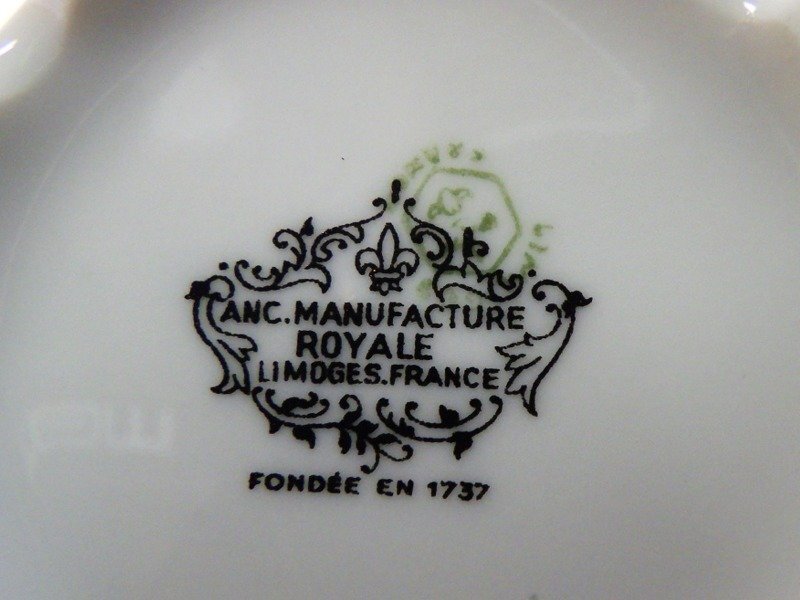 ANC. MANUFACTURE
ROYALE
LIMOGES. FRANCE
FONDÉE EN 1737